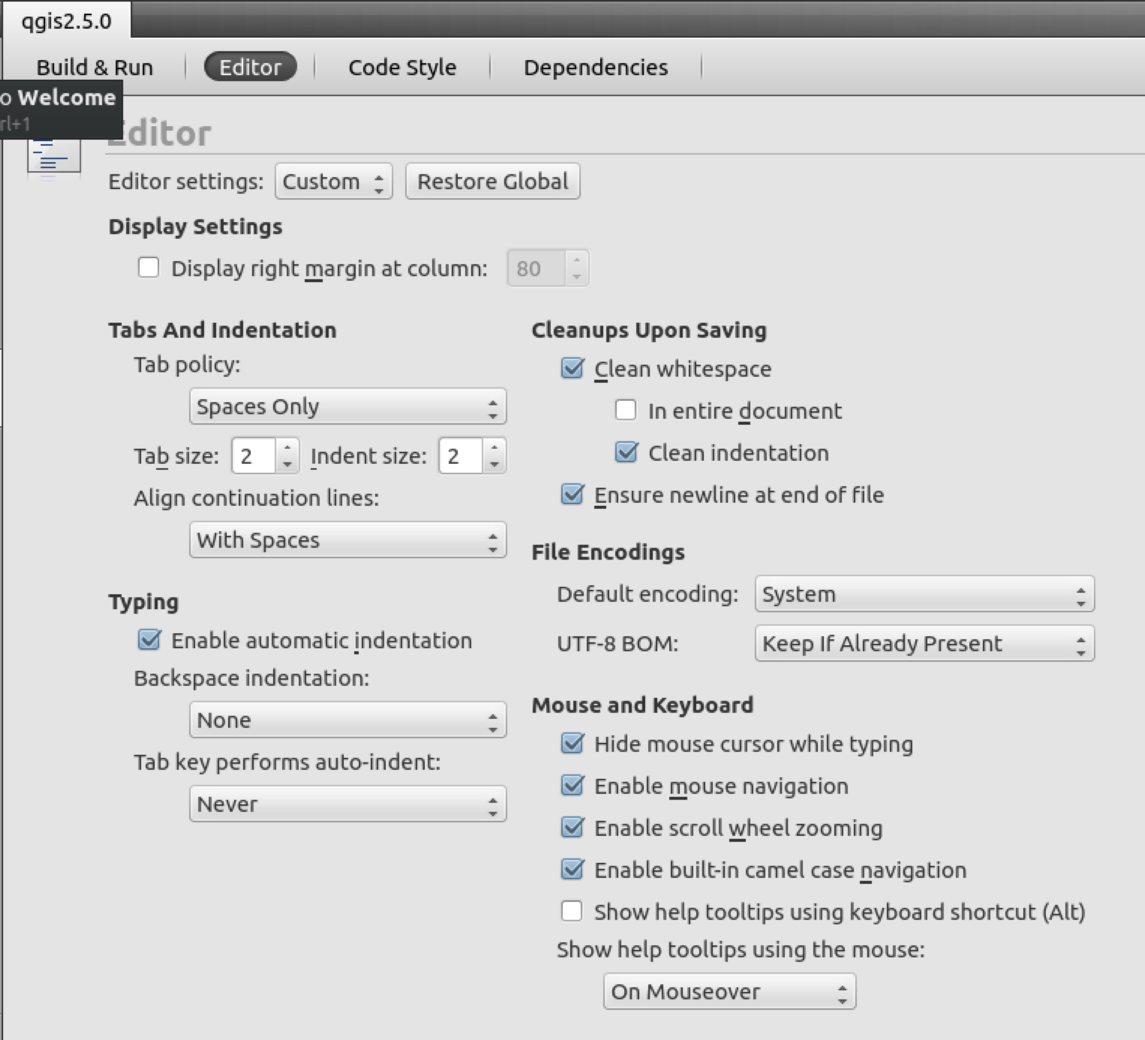 qgis2.5.0
Build & Run Editor Code Style Dependencies
o Welcome
rl+1
Editor
Editor settings: Custom Restore Global
Display Settings
Display right margin at column: 80
Tabs And Indentation
Tab policy:
Spaces Only
Tab size: 2 Indent size: 2
Align continuation lines:
With Spaces
Typing
Enable automatic indentation
Backspace indentation:
None
Tab key performs auto-indent:
Never
Cleanups Upon Saving
Clean whitespace
In entire document
Clean indentation
Ensure newline at end of file
File Encodings
Default encoding: System
UTF-8 BOM: Keep If Already Present
Mouse and Keyboard
Hide mouse cursor while typing
Enable mouse navigation
Enable scroll wheel zooming
Enable built-in camel case navigation
Show help tooltips using keyboard shortcut (Alt)
Show help tooltips using the mouse:
On Mouseover